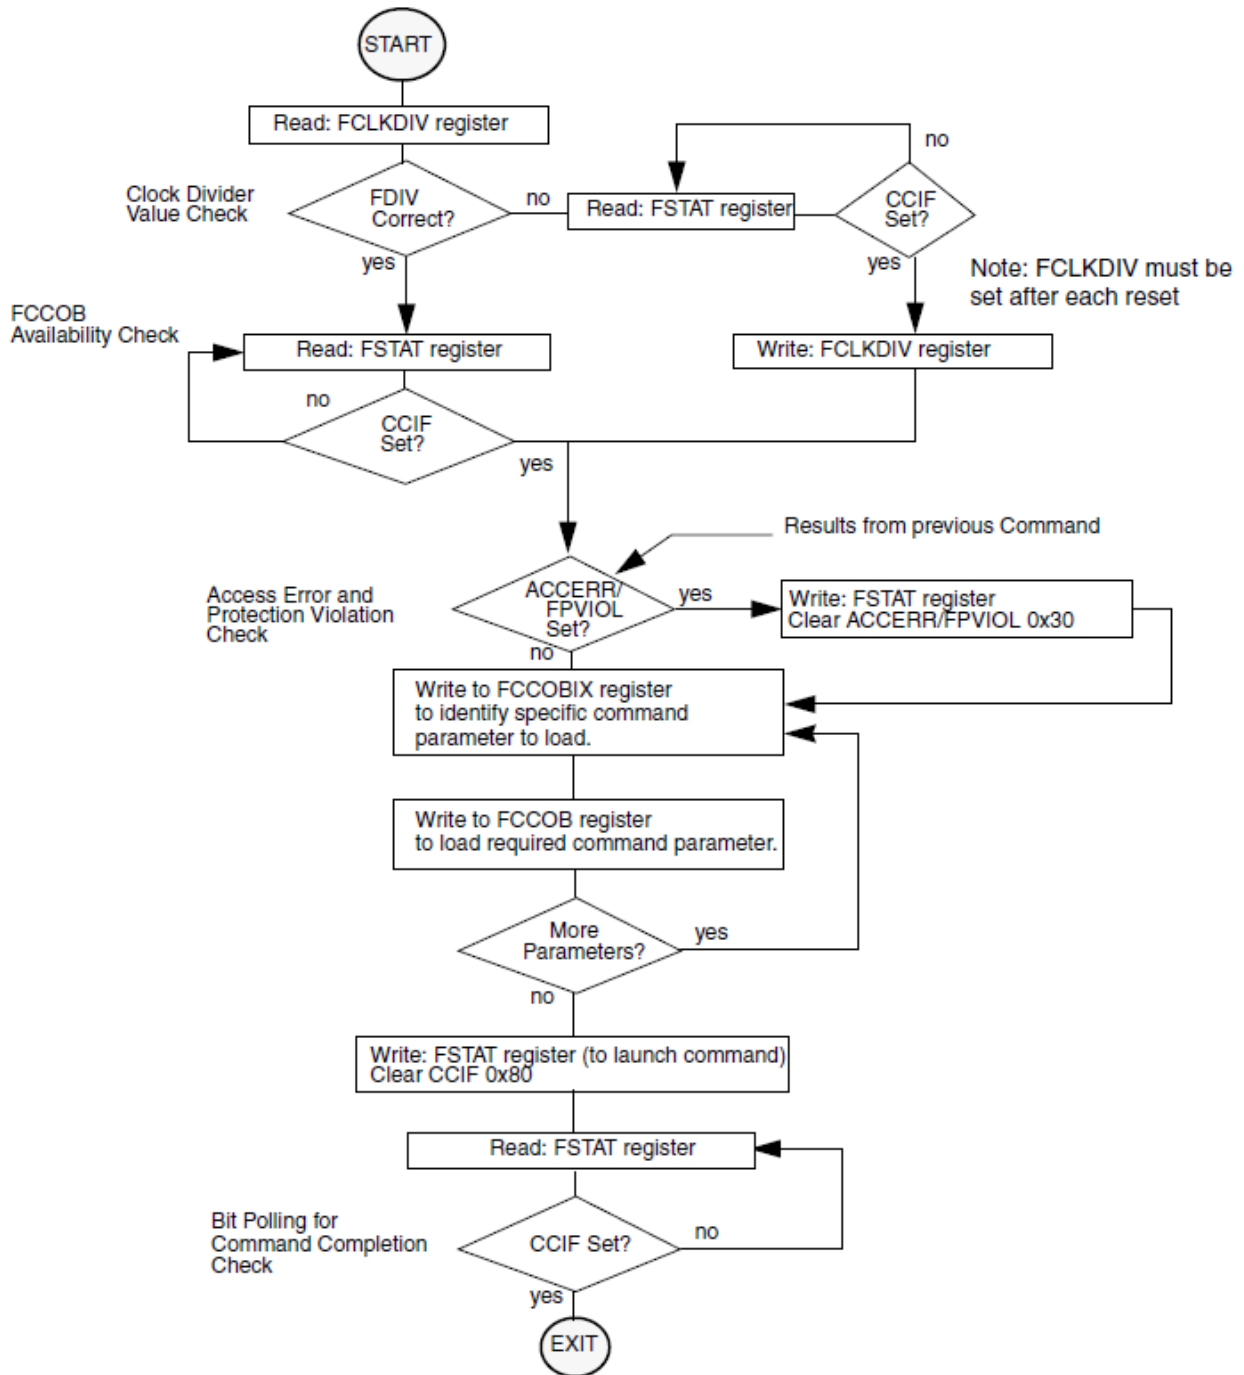 START
Read: FCLKDIV register
no
Clock Divider
Value Check
FDIV
Correct?
no
Read: FSTAT register
CCIF
Set?
yes
yes
Note: FCLKDIV must be
set after each reset
FCCOB
Availability Check
Read: FSTAT register
Write: FCLKDIV register
no
CCIF
Set?
yes
Results from previous Command
Access Error and
Protection Violation
Check
ACCERR/
FPVIOL
Set?
yes
Write: FSTAT register
Clear ACCERR/FPVIOL 0x30
no
Write to FCCOBIX register
to identify specific command
parameter to load.
Write to FCCOB register
to load required command parameter.
More
Parameters?
yes
no
Write: FSTAT register (to launch command)
Clear CCIF 0x80
Read: FSTAT register
Bit Polling for
Command Completion
Check
CCIF Set?
no
yes
EXIT